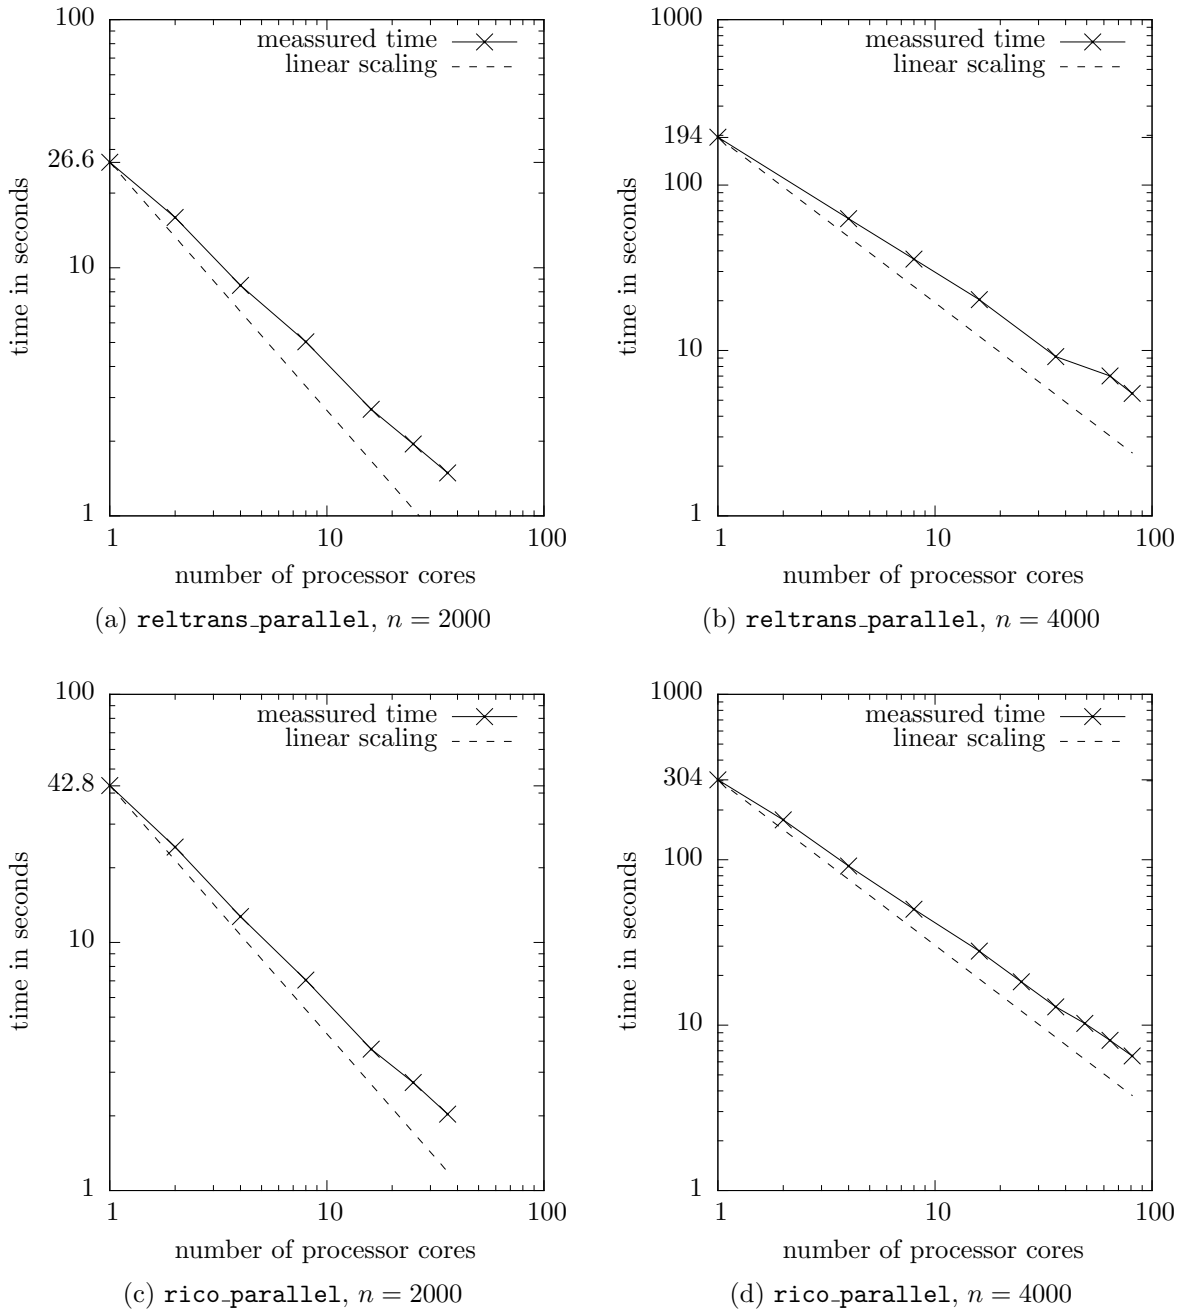 100
meassured time
linear scaling
26.6
10
1
time in seconds
1 10 100
number of processor cores
(a) reltrans_parallel, n = 2000
1000
meassured time
linear scaling
194
100
10
1
time in seconds
1 10 100
number of processor cores
(b) reltrans_parallel, n = 4000
100
meassured time
linear scaling
42.8
10
1
time in seconds
1 10 100
number of processor cores
(c) rico_parallel, n = 2000
1000
meassured time
linear scaling
304
100
10
1
time in seconds
1 10 100
number of processor cores
(d) rico_parallel, n = 4000